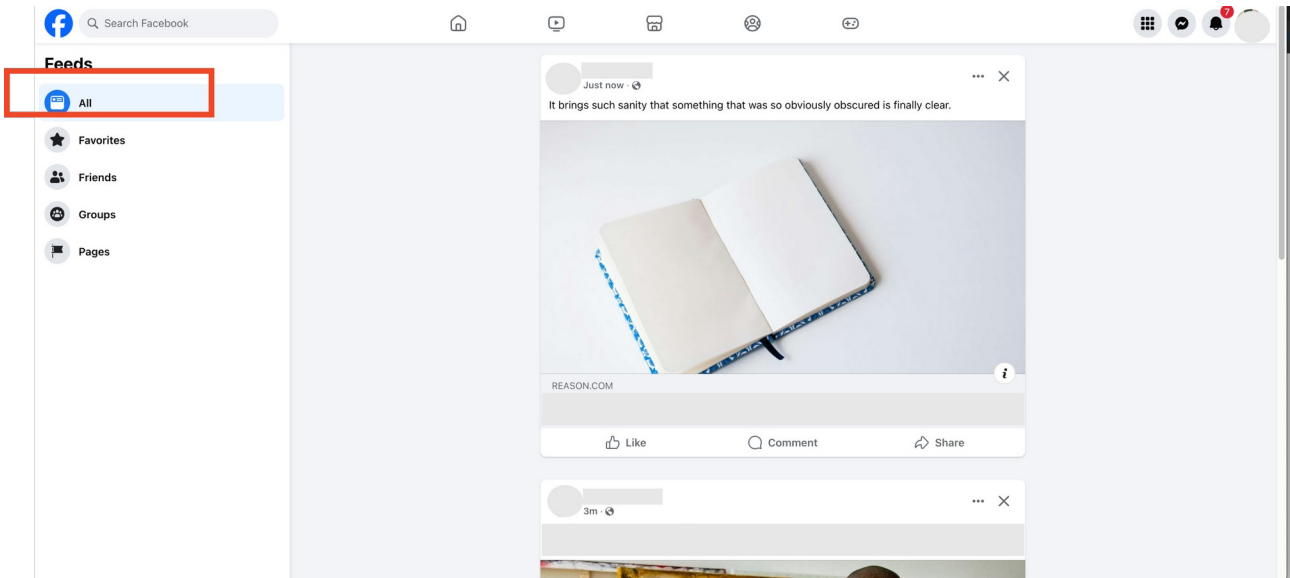 Search Facebook
7
Feeds
All
Favorites
Friends
Groups
Pages
Just now ·
It brings such sanity that something that was so obviously obscured is finally clear.
REASON.COM
Like
Comment
Share
3m ·